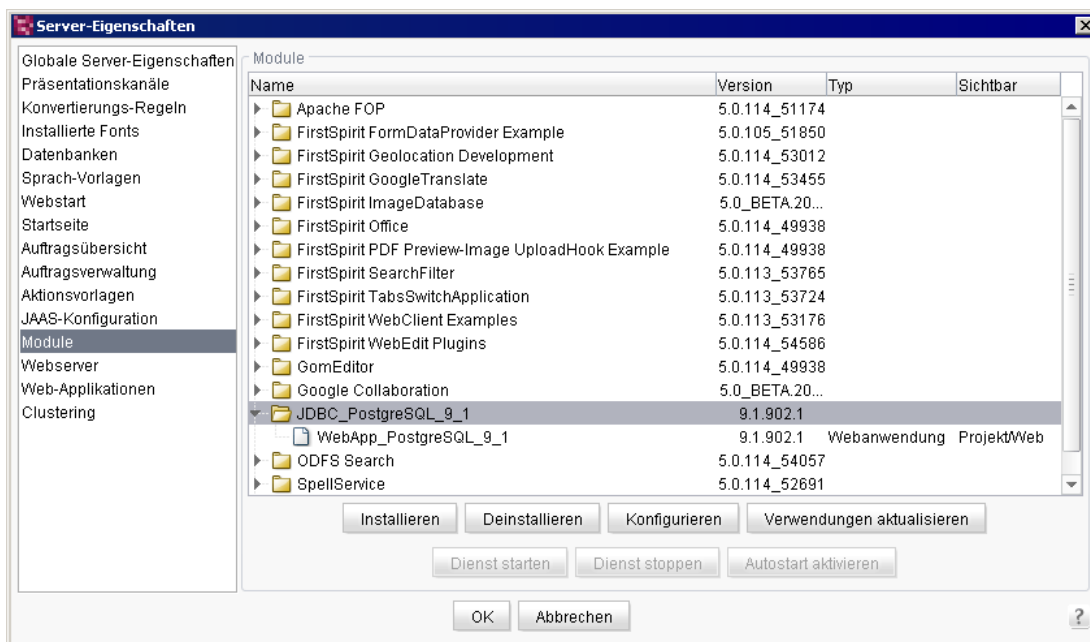 Server-Eigenschaften
Globale Server-Eigenschaften
Präsentationskanäle
Konvertierungs-Regeln
Installierte Fonts
Datenbanken
Sprach-Vorlagen
Webstart
Startseite
Auftragsübersicht
Auftragsverwaltung
Aktionsvorlagen
JAAS-Konfiguration
Module
Webserver
Web-Applikationen
Clustering
Module
Name Version Typ Sichtbar
Apache FOP 5.0.114_51174
FirstSpirit FormDataProvider Example 5.0.105_51850
FirstSpirit Geolocation Development 5.0.114_53012
FirstSpirit GoogleTranslate 5.0.114_53455
FirstSpirit ImageDatabase 5.0_BETA.20...
FirstSpirit Office 5.0.114_49938
FirstSpirit PDF Preview-Image UploadHook Example 5.0.114_49938
FirstSpirit SearchFilter 5.0.113_53765
FirstSpirit TabsSwitchApplication 5.0.113_53724
FirstSpirit WebClient Examples 5.0.113_53176
FirstSpirit WebEdit Plugins 5.0.114_54586
GomEditor 5.0.114_49938
Google Collaboration 5.0_BETA.20...
JDBC_PostgreSQL_9_1 9.1.902.1
WebApp_PostgreSQL_9_1 9.1.902.1 Webanwendung Projekt/Web
ODFS Search 5.0.114_54057
SpellService 5.0.114_52691
Installieren Deinstallieren Konfigurieren Verwendungen aktualisieren
Dienst starten Dienst stoppen Autostart aktivieren
OK Abbrechen ?